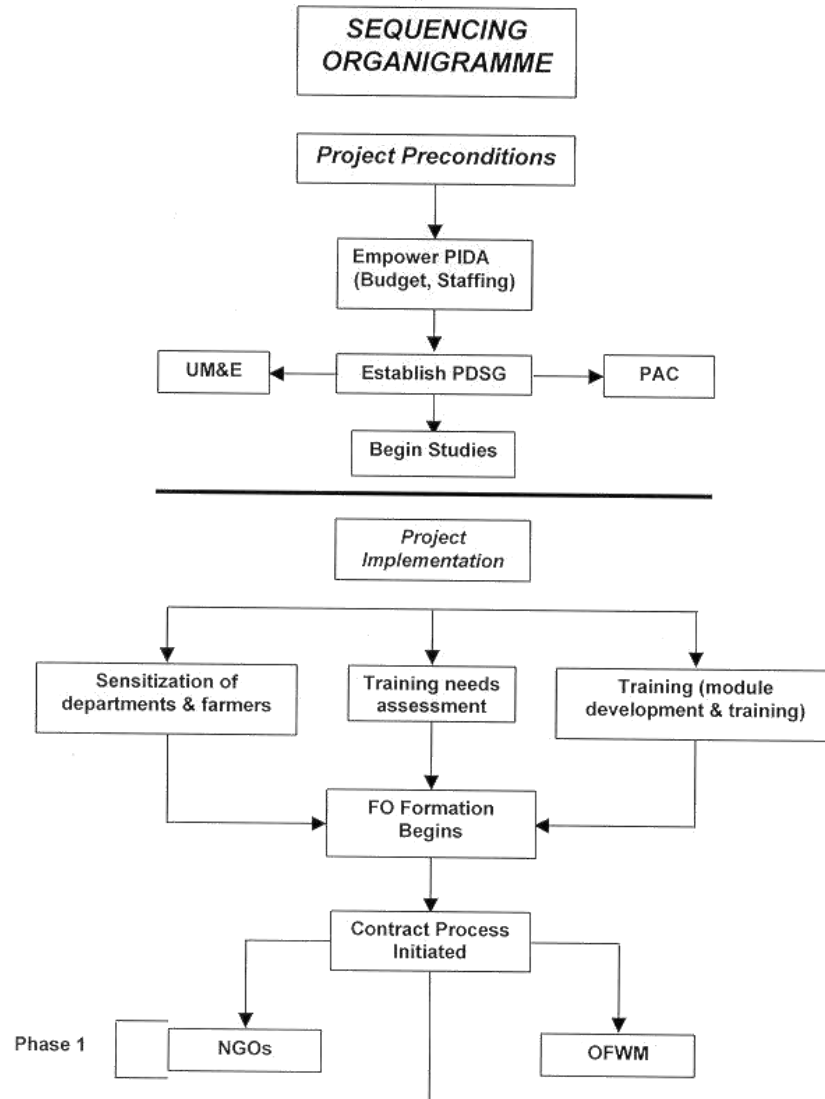 SEQUENCING
ORGANIGRAMME
Project Preconditions
Empower PIDA
(Budget, Staffing)
UM&E
Establish PDSG
PAC
Begin Studies
Project
Implementation
Sensitization of
departments & farmers
Training needs
assessment
Training (module
development & training)
FO Formation
Begins
Contract Process
Initiated
Phase 1
NGOs
OFWM